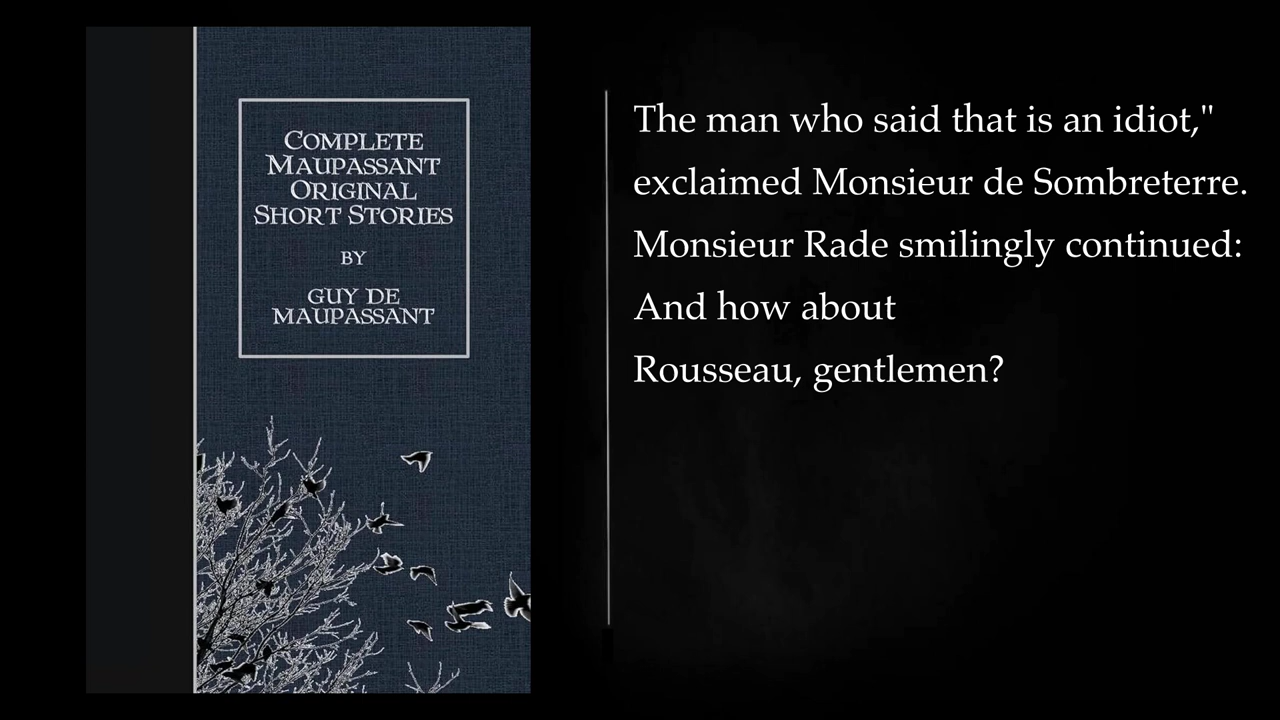 COMPLETE
MAUPASSANT
ORIGINAL
SHORT STORIES
BY
GUY DE
MAUPASSANT
The man who said that is an idiot,"
exclaimed Monsieur de Sombreterre.
Monsieur Rade smilingly continued:
And how about
Rousseau, gentlemen?